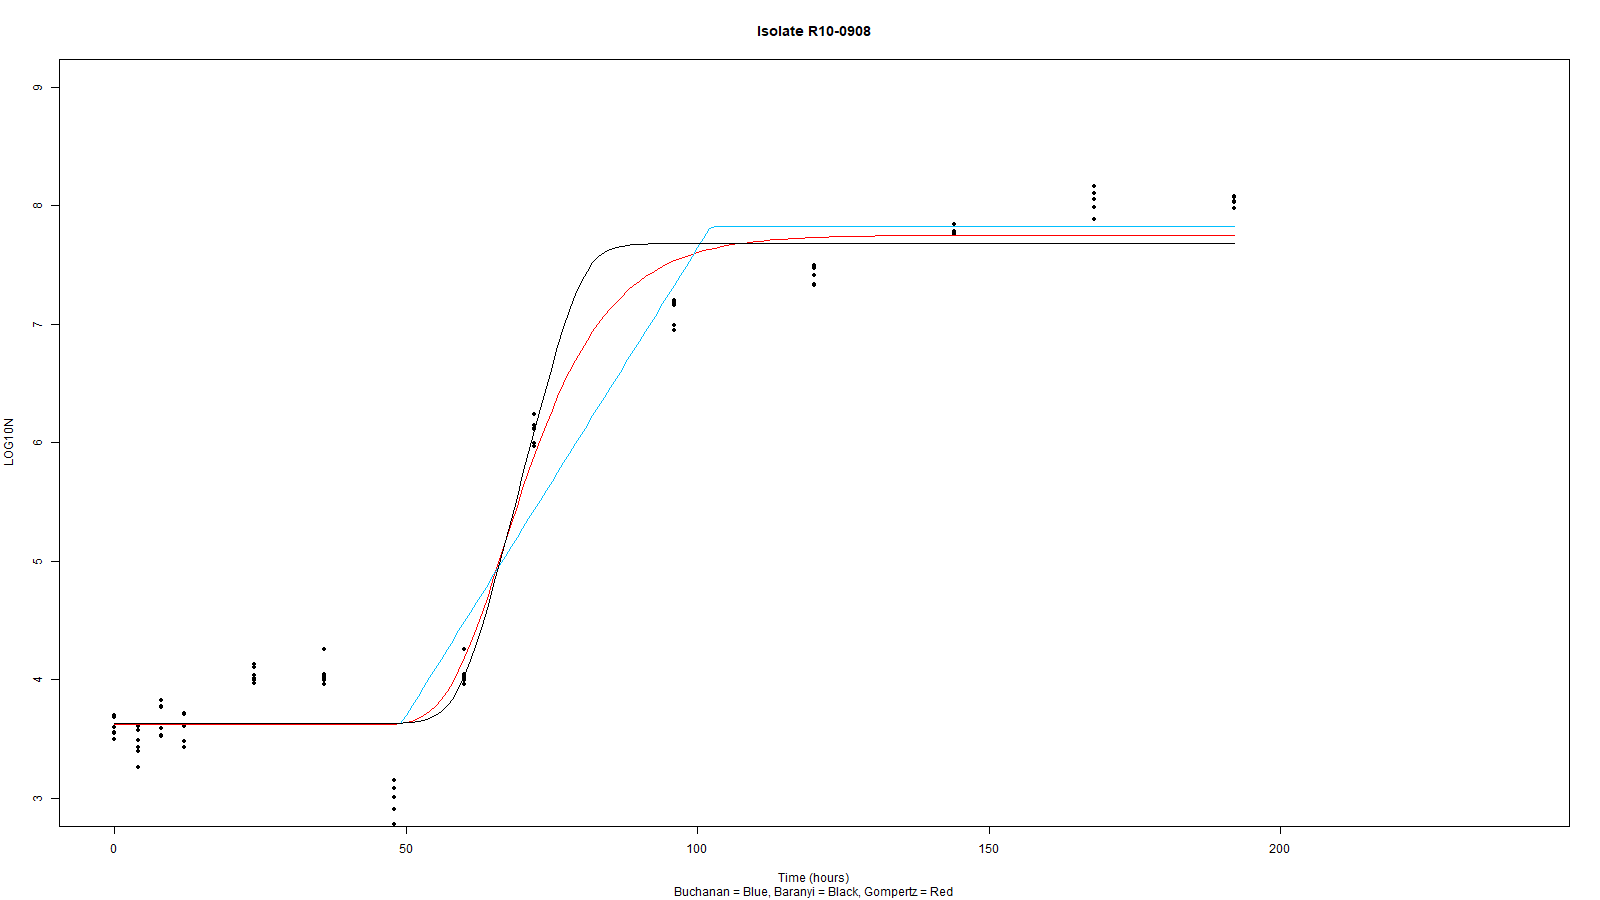 Isolate R10-0908
9
8
7
6
5
4
3
LOG10N
0 50 100 150 200
Time (hours)
Buchanan = Blue, Baranyi = Black, Gompertz = Red